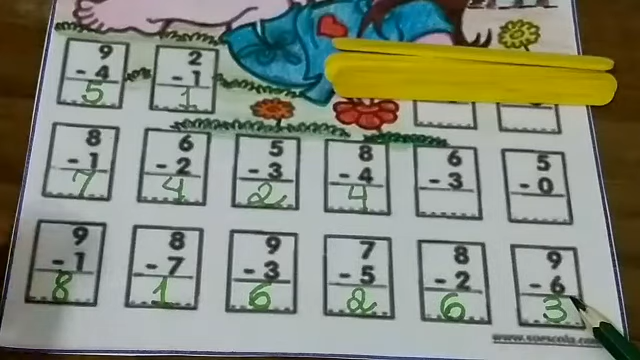 9 2
- 4 - 1
5 1
8 6 5 8 6 5
- 1 - 2 - 3 - 4 - 3 - 0
7 4 2 4
9 8 9 7 8 9
- 1 - 7 - 3 - 5 - 2 - 6
8 1 6 2 6 3